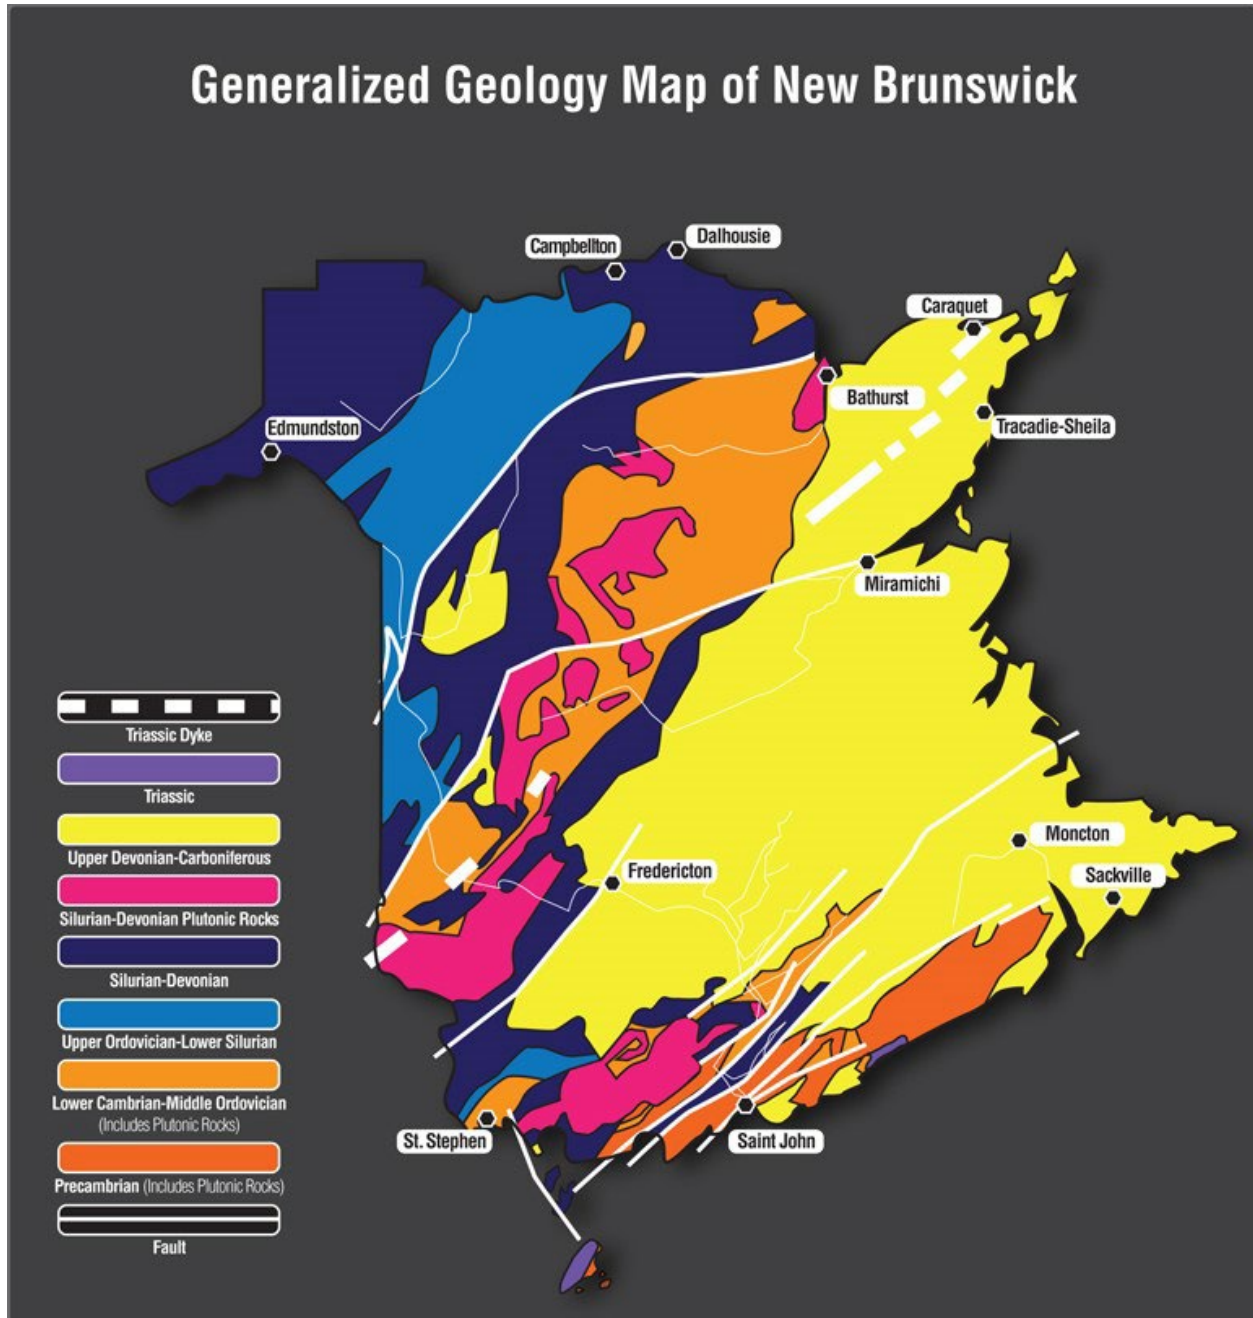 Generalized Geology Map of New Brunswick
Dalhousie
Campbellton
Caraquet
Bathurst
Tracadie-Sheila
Edmundston
Miramichi
Triassic Dyke
Triassic
Upper Devonian-Carboniferous
Moncton
Fredericton
Sackville
Silurian-Devonian Plutonic Rocks
Silurian-Devonian
Upper Ordovician-Lower Silurian
Lower Cambrian-Middle Ordovician
(Includes Plutonic Rocks)
St. Stephen
Saint John
Precambrian (Includes Plutonic Rocks)
Fault